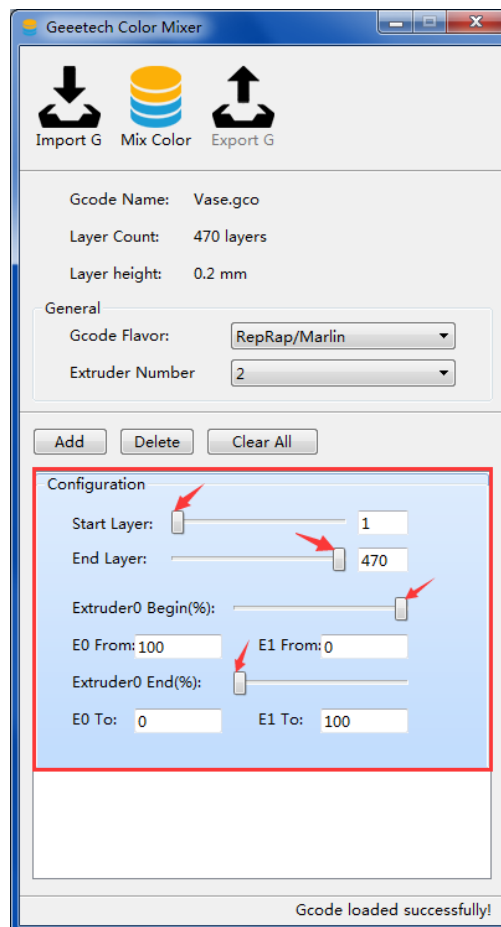 Geeetech Color Mixer
Import G Mix Color Export G
Gcode Name: Vase.gco
Layer Count: 470 layers
Layer height: 0.2 mm
General
Gcode Flavor: RepRap/Marlin
Extruder Number 2
Add Delete Clear All
Configuration
Start Layer: 1
End Layer: 470
Extruder0 Begin(%):
E0 From: 100 E1 From: 0
Extruder0 End(%):
E0 To: 0 E1 To: 100
Gcode loaded successfully!